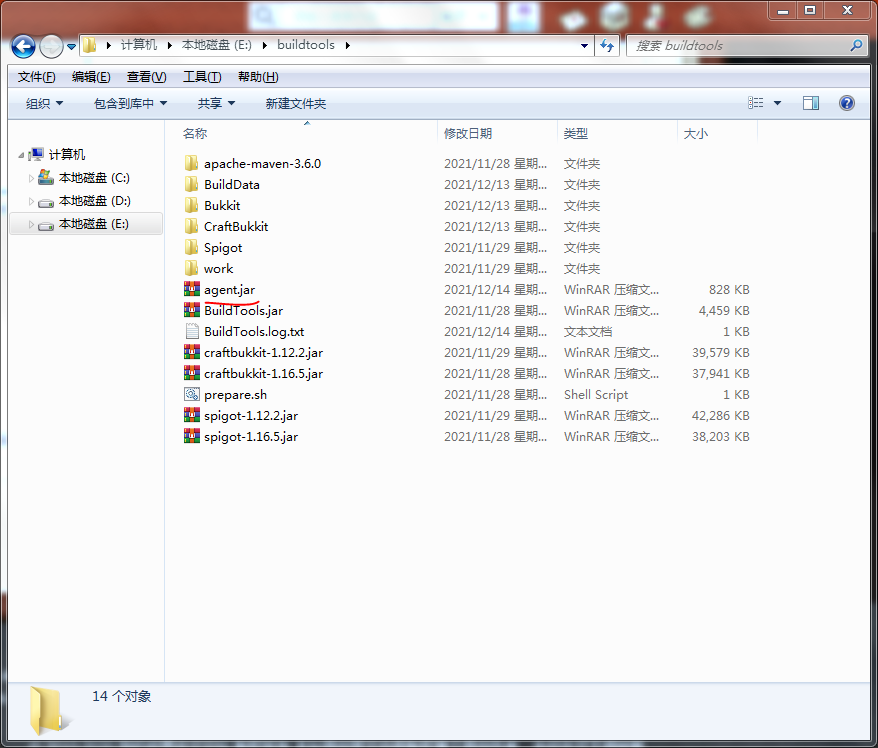 计算机 本地磁盘 (E:) buildtools 搜索 buildtools
文件(F) 编辑(E) 查看(V) 工具(T) 帮助(H)
组织 包含到库中 共享 新建文件夹
名称 修改日期 类型 大小
计算机
本地磁盘 (C:)
本地磁盘 (D:)
本地磁盘 (E:)
apache-maven-3.6.0 2021/11/28 星期... 文件夹
BuildData 2021/12/13 星期... 文件夹
Bukkit 2021/12/13 星期... 文件夹
CraftBukkit 2021/12/13 星期... 文件夹
Spigot 2021/11/29 星期... 文件夹
work 2021/11/29 星期... 文件夹
agent.jar 2021/12/14 星期... WinRAR 压缩文... 828 KB
BuildTools.jar 2021/11/28 星期... WinRAR 压缩文... 4,459 KB
BuildTools.log.txt 2021/12/14 星期... 文本文档 1 KB
craftbukkit-1.12.2.jar 2021/11/29 星期... WinRAR 压缩文... 39,579 KB
craftbukkit-1.16.5.jar 2021/11/28 星期... WinRAR 压缩文... 37,941 KB
prepare.sh 2021/11/28 星期... Shell Script 1 KB
spigot-1.12.2.jar 2021/11/29 星期... WinRAR 压缩文... 42,286 KB
spigot-1.16.5.jar 2021/11/28 星期... WinRAR 压缩文... 38,203 KB
14 个对象